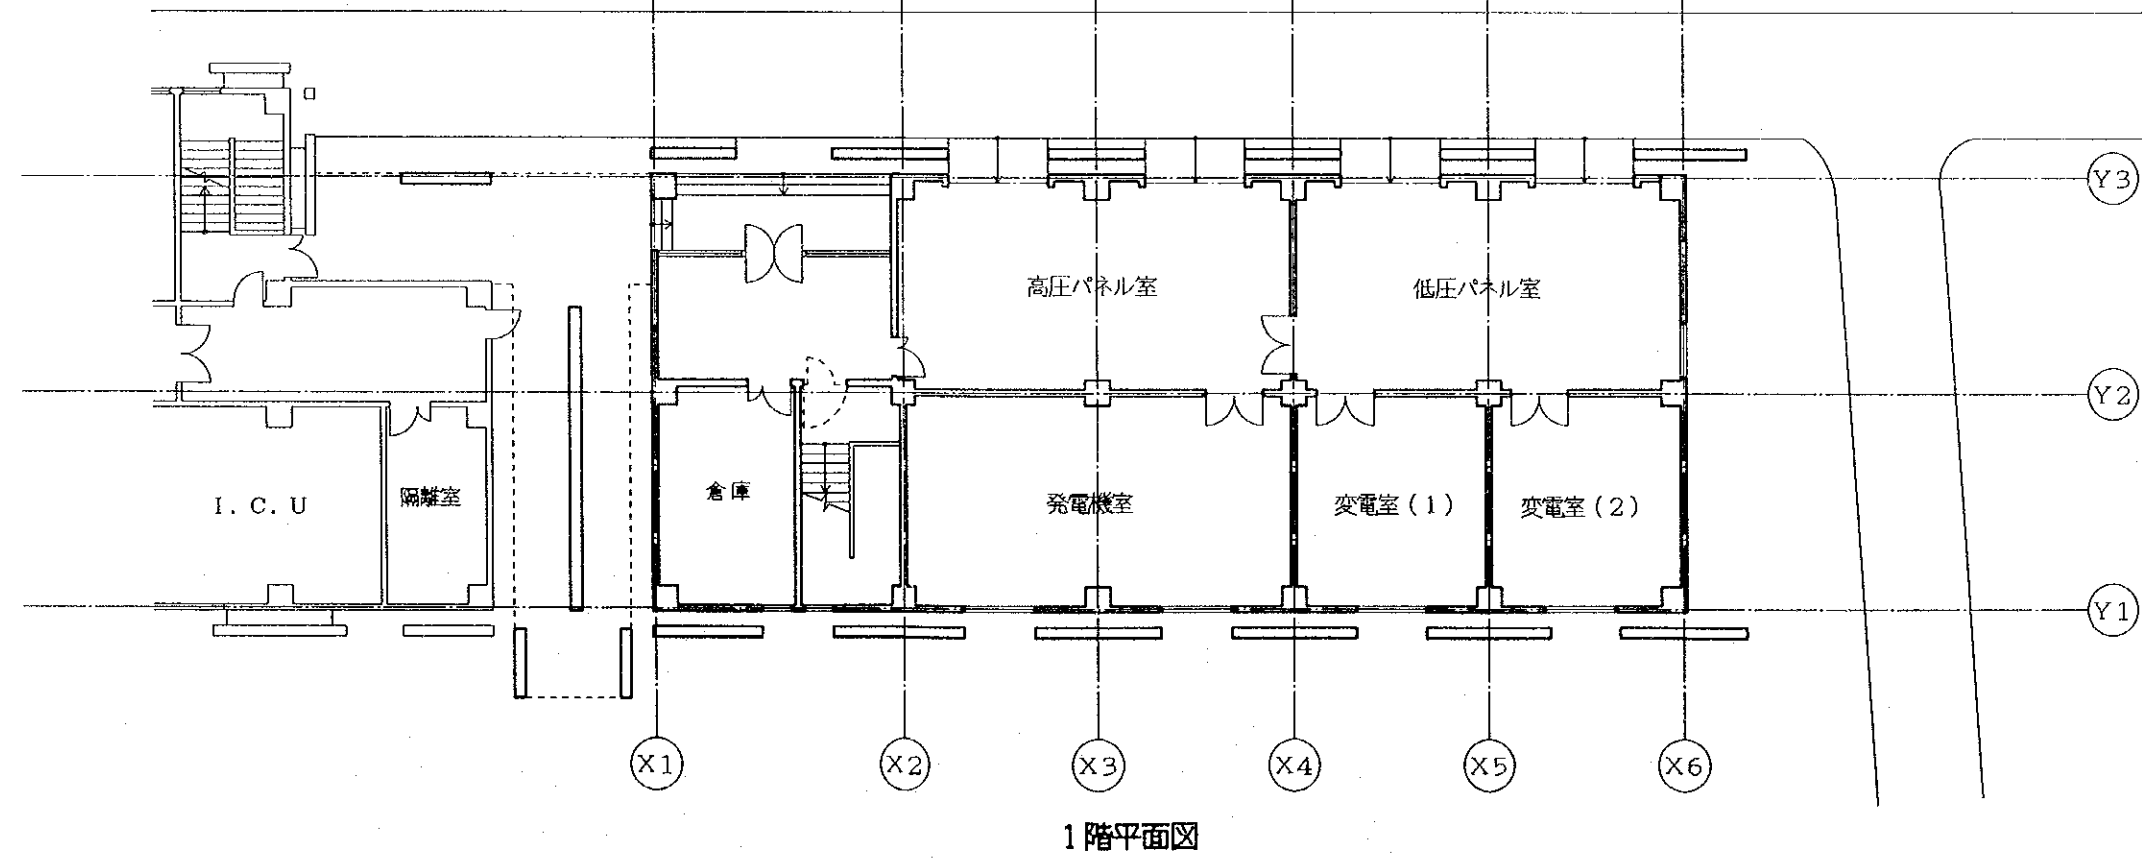 Y3
高圧パネル室
低圧パネル室
Y2
I.C.U
隔離室
倉庫
発電機室
変電室(1)
変電室(2)
Y1
X1
X2
X3
X4
X5
X6
1階平面図